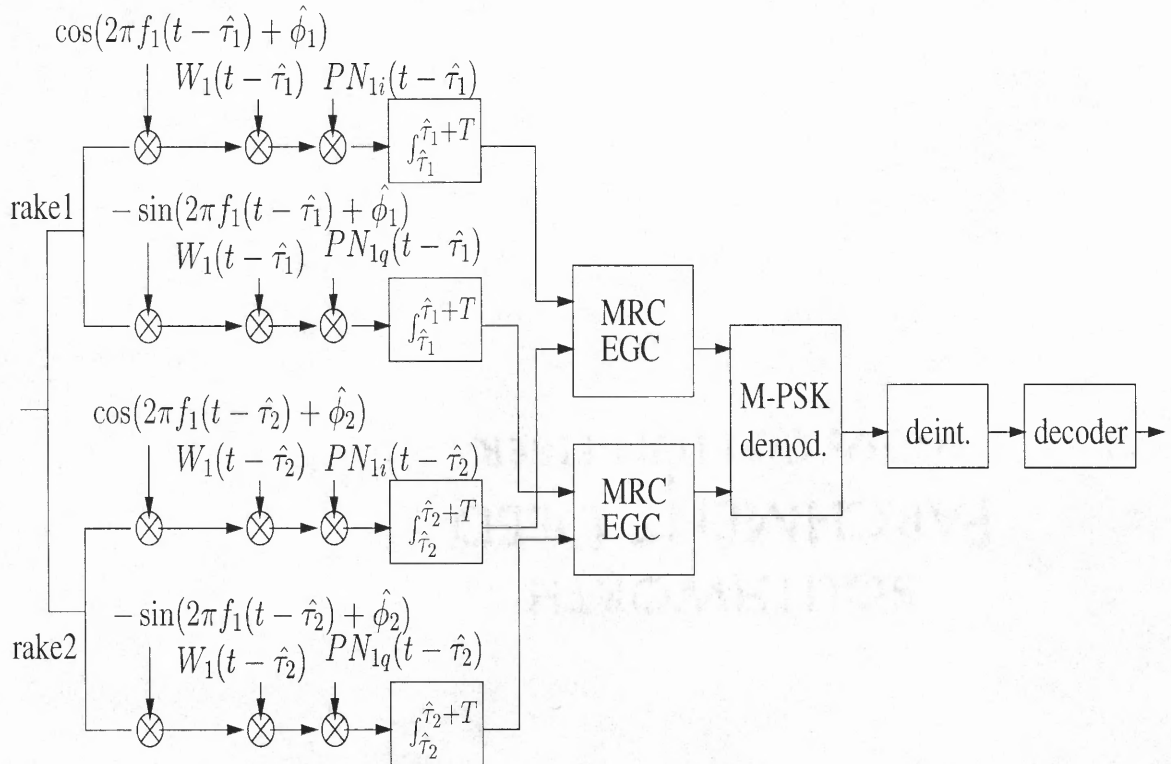 cos(2πf₁(t − τ̂₁) + φ̂₁)
W₁(t − τ̂₁) PN₁ᵢ(t − τ̂₁)
∫_{τ̂₁}^{τ̂₁+T}
rake1
− sin(2πf₁(t − τ̂₁) + φ̂₁)
W₁(t − τ̂₁) PN₁q(t − τ̂₁)
∫_{τ̂₁}^{τ̂₁+T}
MRC
EGC
cos(2πf₁(t − τ̂₂) + φ̂₂)
W₁(t − τ̂₂) PN₁ᵢ(t − τ̂₂)
∫_{τ̂₂}^{τ̂₂+T}
MRC
EGC
M-PSK
demod.
deint.
decoder
rake2
− sin(2πf₁(t − τ̂₂) + φ̂₂)
W₁(t − τ̂₂) PN₁q(t − τ̂₂)
∫_{τ̂₂}^{τ̂₂+T}